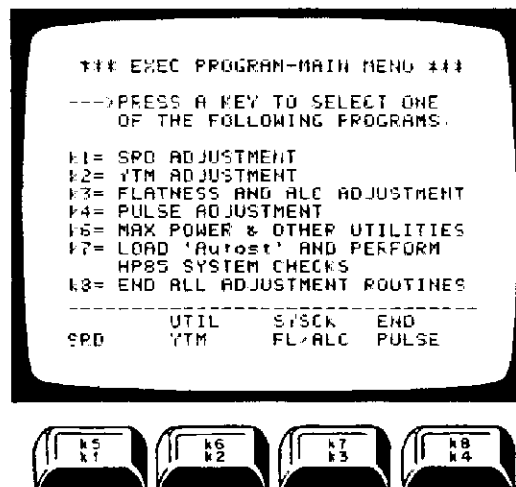 *** EXEC PROGRAM-MAIN MENU ***
--->PRESS A KEY TO SELECT ONE
OF THE FOLLOWING PROGRAMS.
k1= SRD ADJUSTMENT
k2= YTM ADJUSTMENT
k3= FLATNESS AND ALC ADJUSTMENT
k4= PULSE ADJUSTMENT
k6= MAX POWER & OTHER UTILITIES
k7= LOAD 'Autost' AND PERFORM
HP85 SYSTEM CHECKS
k8= END ALL ADJUSTMENT ROUTINES
--------------------------------
UTIL SYSCK END
SRD YTM FL/ALC PULSE
k5 k6 k7 k8
k1 k2 k3 k4